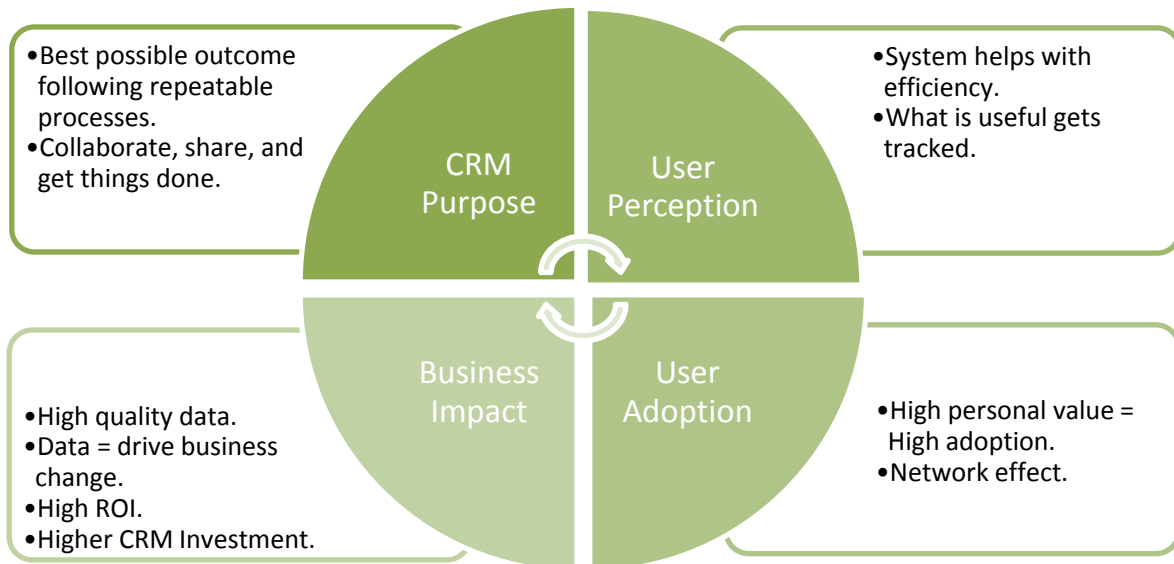 •Best possible outcome
following repeatable
processes.
•Collaborate, share, and
get things done.
CRM
Purpose
User
Perception
•System helps with
efficiency.
•What is useful gets
tracked.
•High quality data.
•Data = drive business
change.
•High ROI.
•Higher CRM Investment.
Business
Impact
User
Adoption
•High personal value =
High adoption.
•Network effect.